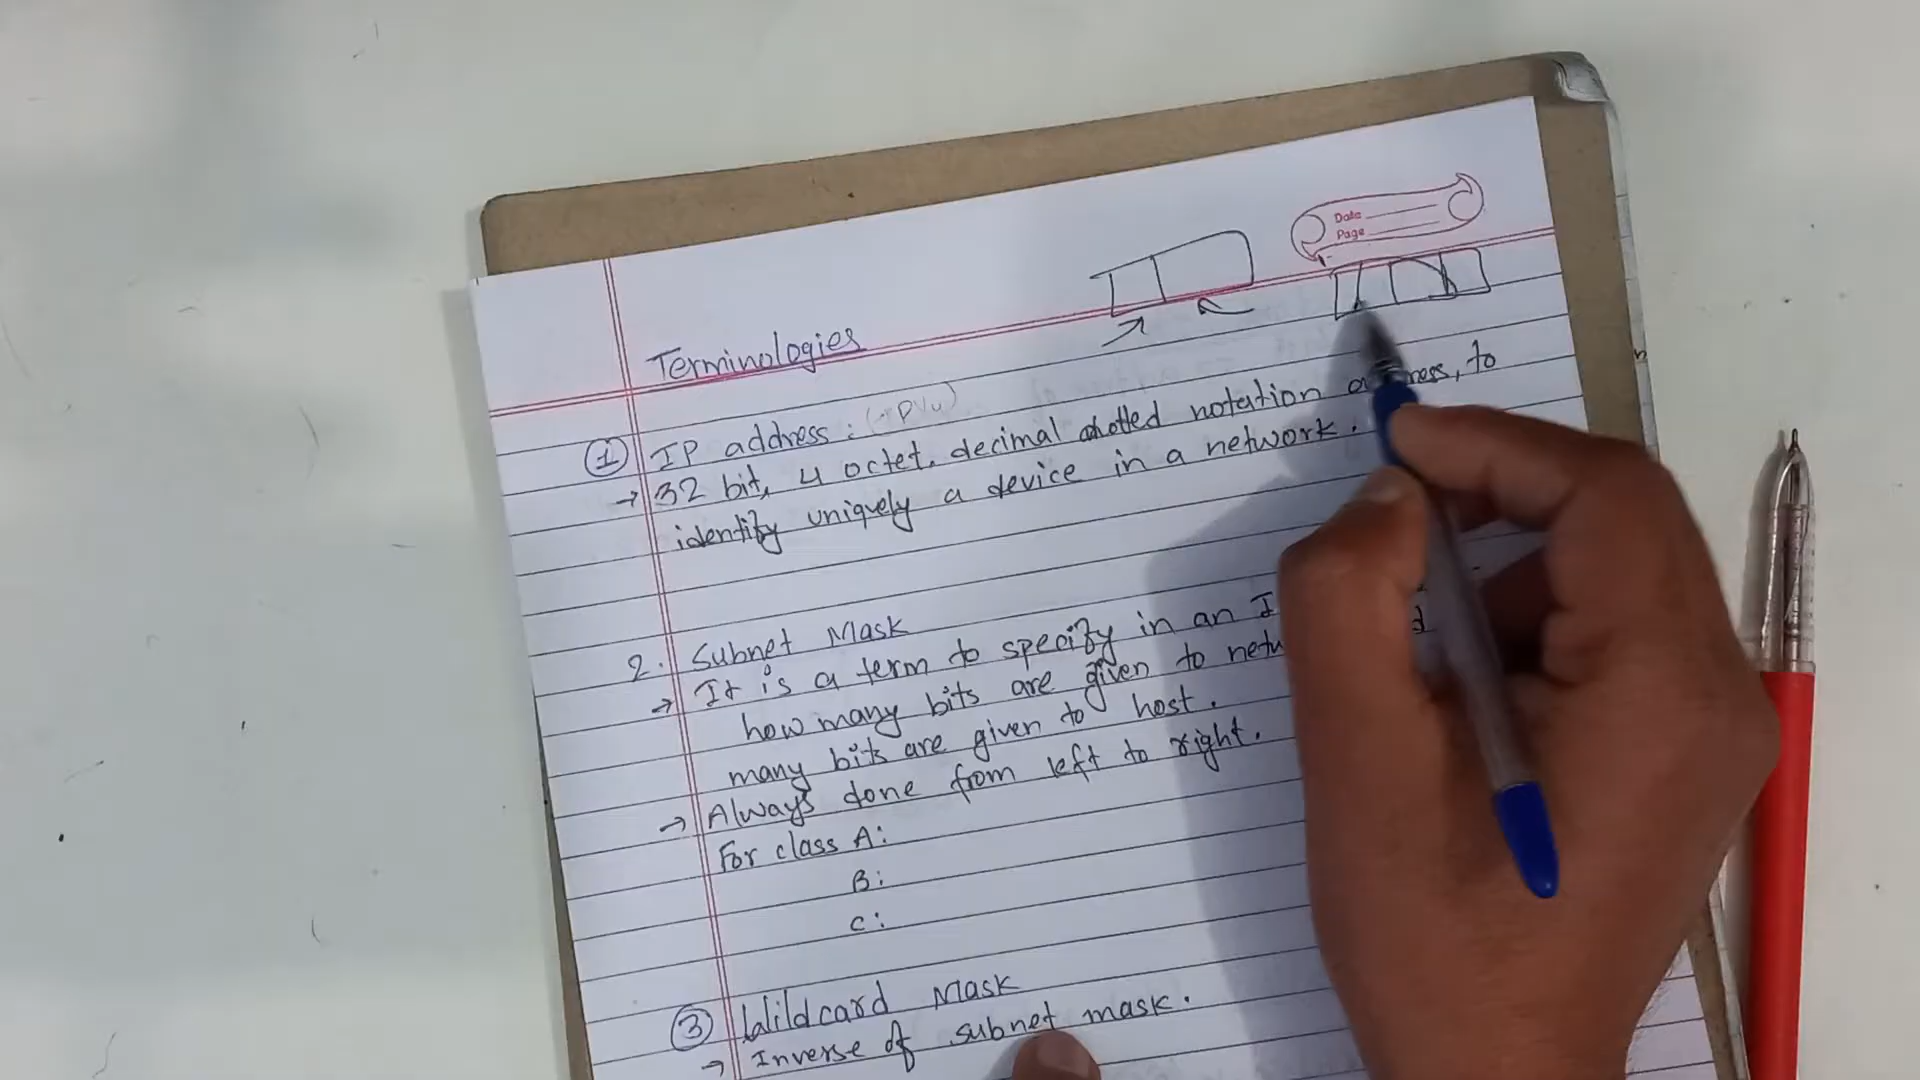 Date
Page
Terminologies
① IP address: (IPV4)
→ 32 bit, 4 octet, decimal dotted notation to
identify uniquely a device in a network.
2. Subnet Mask
→ It is a term to specify in an I
how many bits are given to netw
many bits are given to host.
→ Always done from left to right.
For class A:
B:
C:
③ Wildcard Mask
→ Inverse of subnet mask.